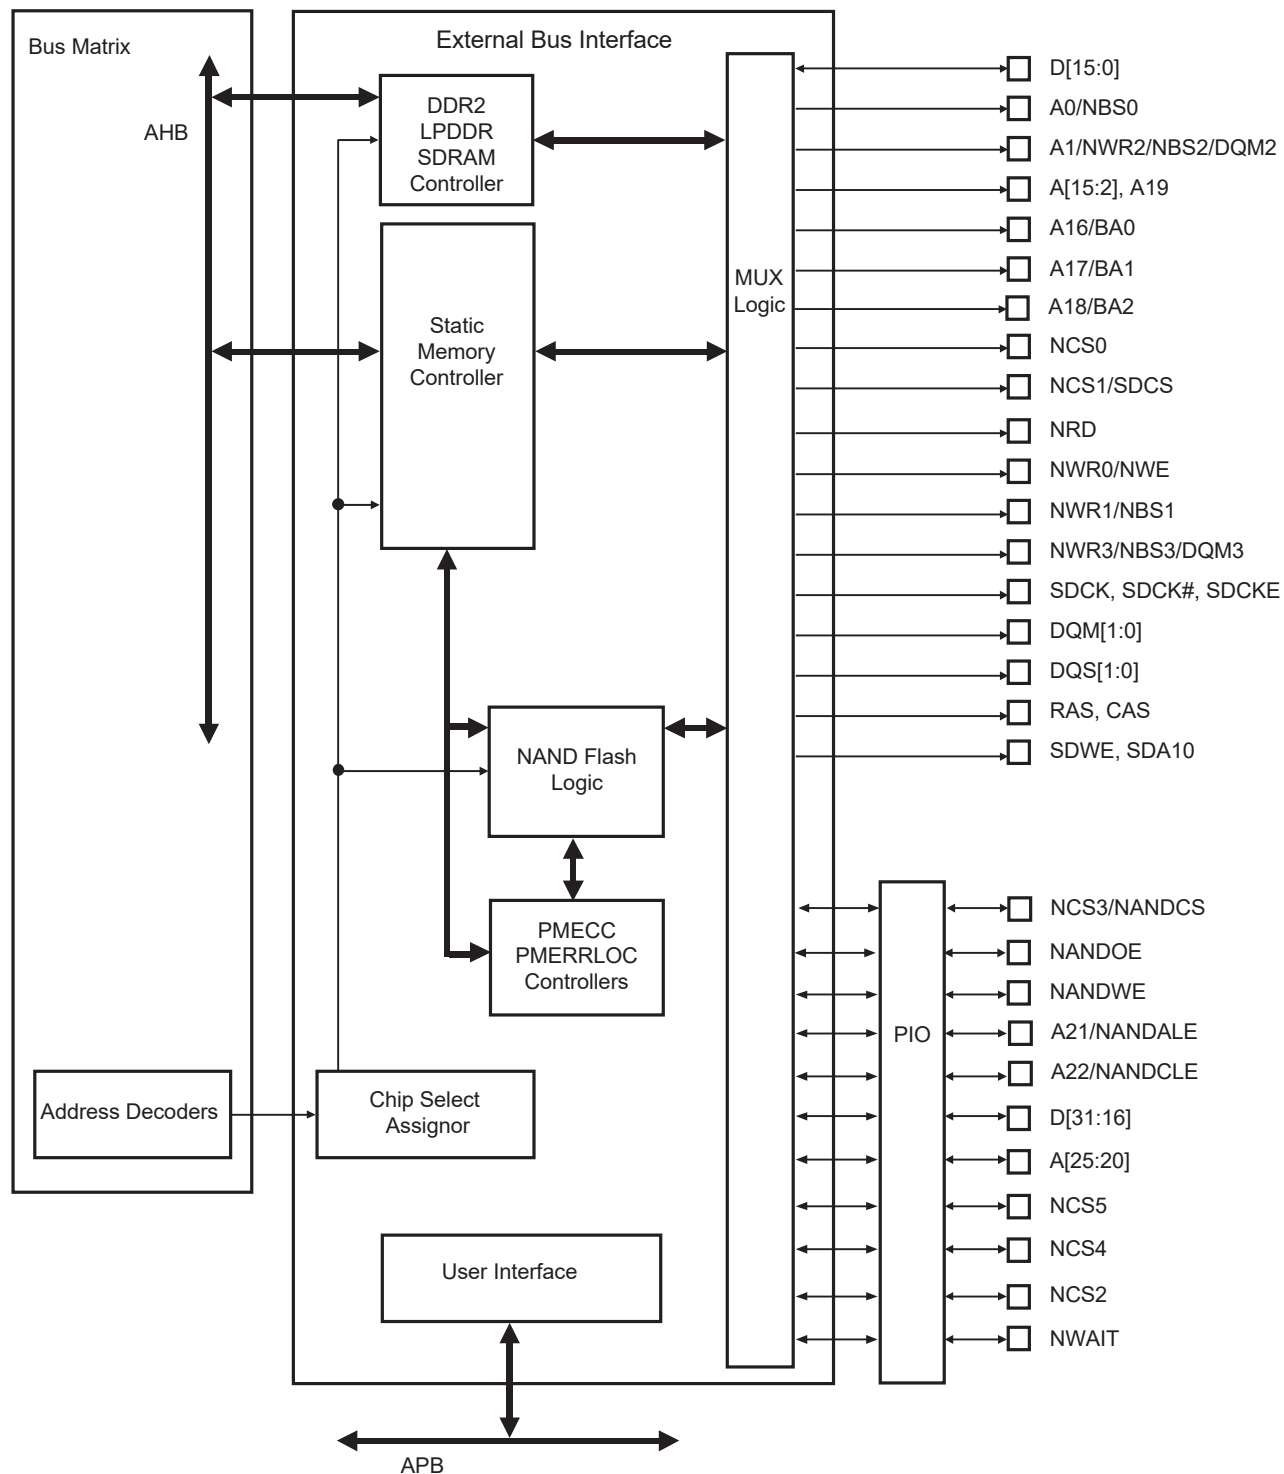 Bus Matrix
External Bus Interface
AHB
DDR2
LPDDR
SDRAM
Controller
Static
Memory
Controller
MUX
Logic
NAND Flash
Logic
PMECC
PMERRLOC
Controllers
Address Decoders
Chip Select
Assignor
User Interface
APB
D[15:0]
A0/NBS0
A1/NWR2/NBS2/DQM2
A[15:2], A19
A16/BA0
A17/BA1
A18/BA2
NCS0
NCS1/SDCS
NRD
NWR0/NWE
NWR1/NBS1
NWR3/NBS3/DQM3
SDCK, SDCK#, SDCKE
DQM[1:0]
DQS[1:0]
RAS, CAS
SDWE, SDA10
PIO
NCS3/NANDCS
NANDOE
NANDWE
A21/NANDALE
A22/NANDCLE
D[31:16]
A[25:20]
NCS5
NCS4
NCS2
NWAIT